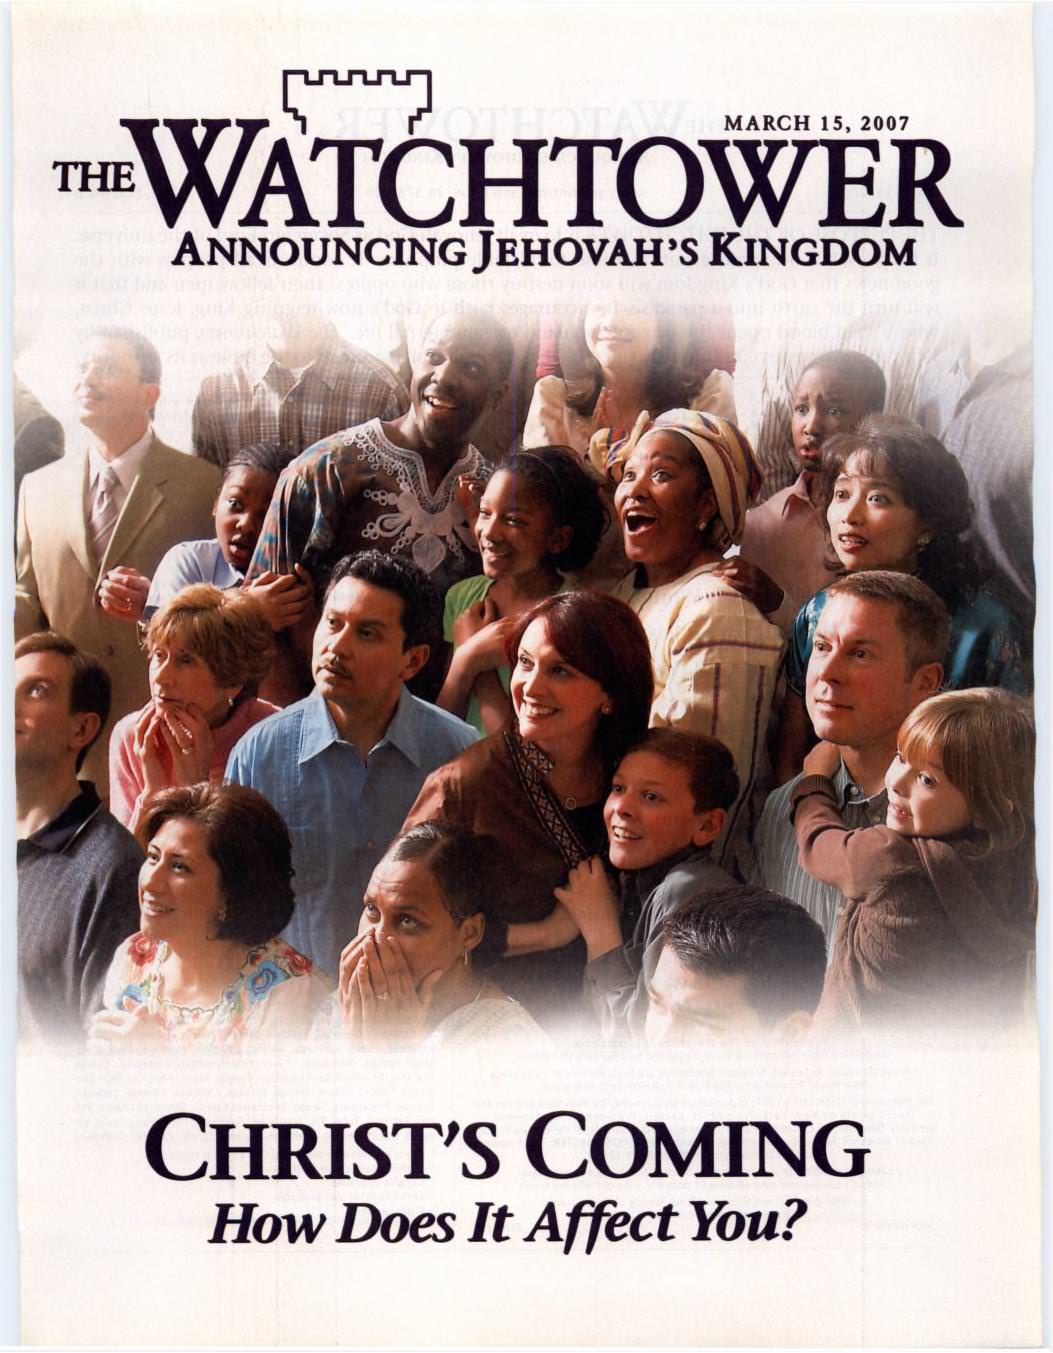 MARCH 15, 2007
THE WATCHTOWER
ANNOUNCING JEHOVAH'S KINGDOM
CHRIST'S COMING
How Does It Affect You?